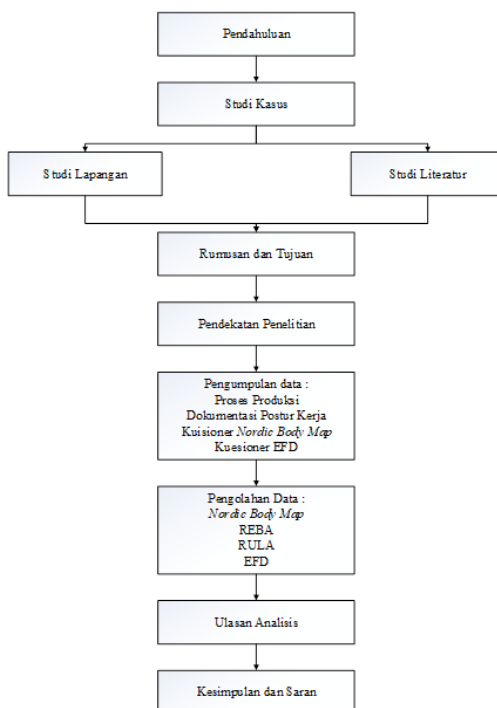 Pendahuluan
Studi Kasus
Studi Lapangan
Studi Literatur
Rumusan dan Tujuan
Pendekatan Penelitian
Pengumpulan data :
Proses Produksi
Dokumentasi Postur Kerja
Kuisioner Nordic Body Map
Kuesioner EFD
Pengolahan Data :
Nordic Body Map
REBA
RULA
EFD
Ulasan Analisis
Kesimpulan dan Saran